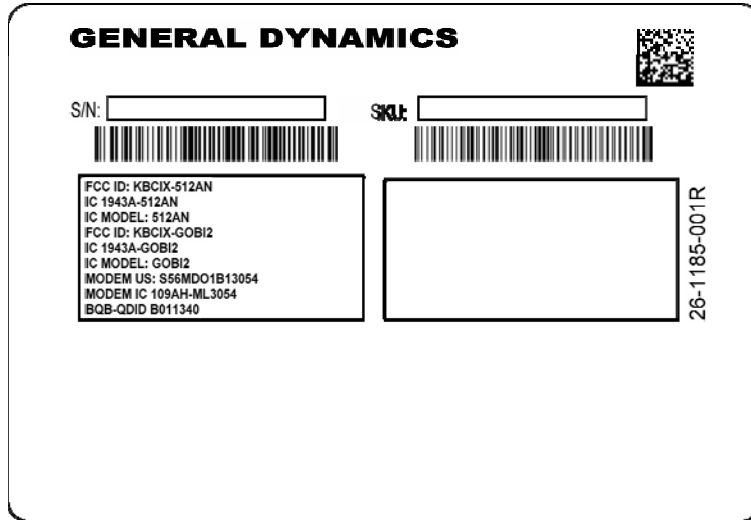 GENERAL DYNAMICS
S/N:
SKU:
FCC ID: KBCIX-512AN
IC 1943A-512AN
IC MODEL: 512AN
FCC ID: KBCIX-GOBI2
IC 1943A-GOBI2
IC MODEL: GOBI2
MODEM US: S56MDO1B13054
MODEM IC 109AH-ML3054
BQB-QDID B011340
26-1185-001R